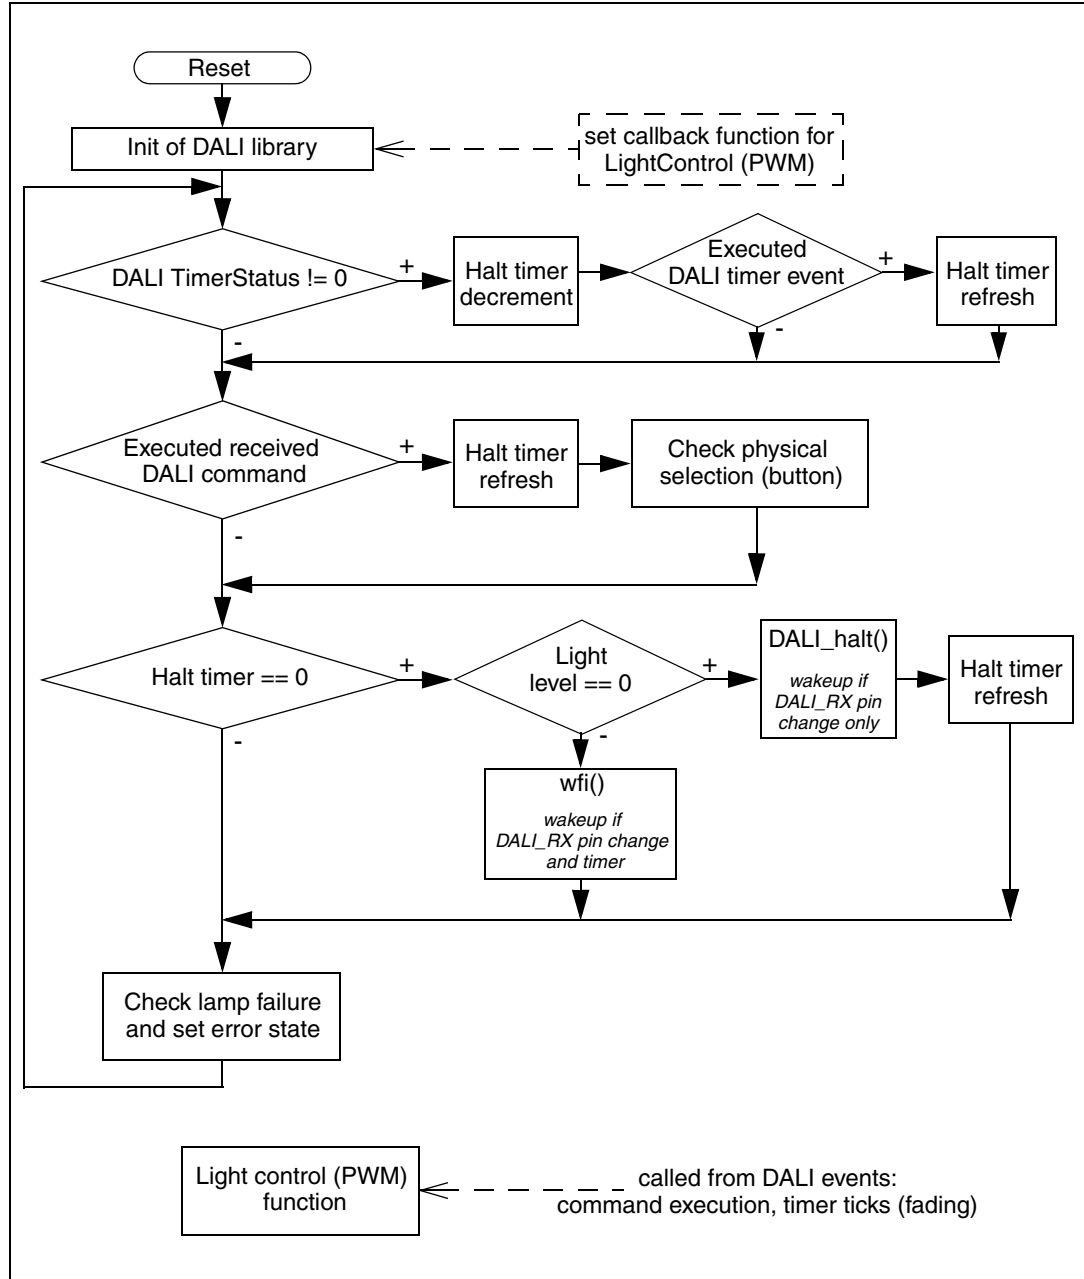 Reset
Init of DALI library
set callback function for
LightControl (PWM)
DALI TimerStatus != 0
+
Halt timer
decrement
Executed
DALI timer event
+
Halt timer
refresh
-
-
Executed received
DALI command
+
Halt timer
refresh
Check physical
selection (button)
-
Halt timer == 0
+
Light
level == 0
+
DALI_halt()
wakeup if
DALI_RX pin
change only
Halt timer
refresh
-
-
wfi()
wakeup if
DALI_RX pin change
and timer
Check lamp failure
and set error state
Light control (PWM)
function
called from DALI events:
command execution, timer ticks (fading)